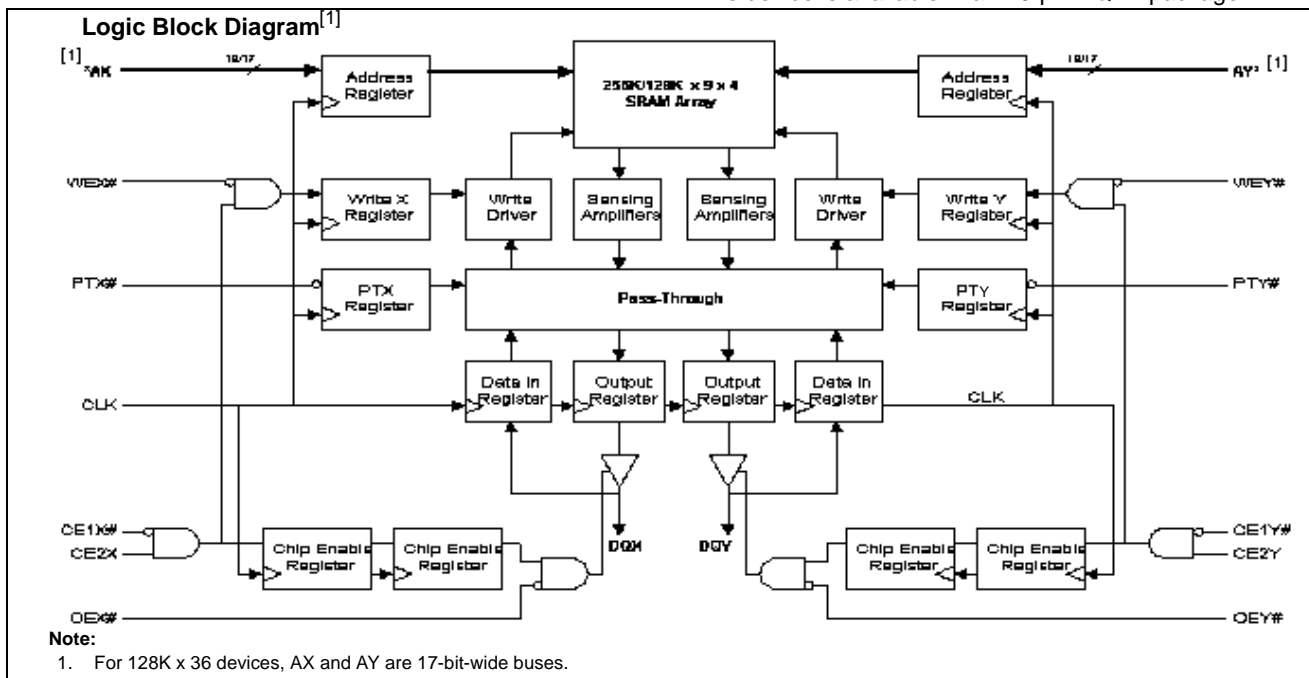 Logic Block Diagram[1]
[1] *AX
18/17
Address
Register
256K/128K x 9 x 4
SRAM Array
Address
Register
18/17
AY* [1]
WEX#
Write X
Register
Write
Driver
Sensing
Amplifiers
Sensing
Amplifiers
Write
Driver
Write Y
Register
WEY#
PTX#
PTX
Register
Pass-Through
PTY
Register
PTY#
CLK
Data In
Register
Output
Register
Output
Register
Data In
Register
CLK
CE1X#
CE2X
Chip Enable
Register
Chip Enable
Register
DQX
DQY
Chip Enable
Register
Chip Enable
Register
CE1Y#
CE2Y
OEX#
OEY#
Note:
1. For 128K x 36 devices, AX and AY are 17-bit-wide buses.